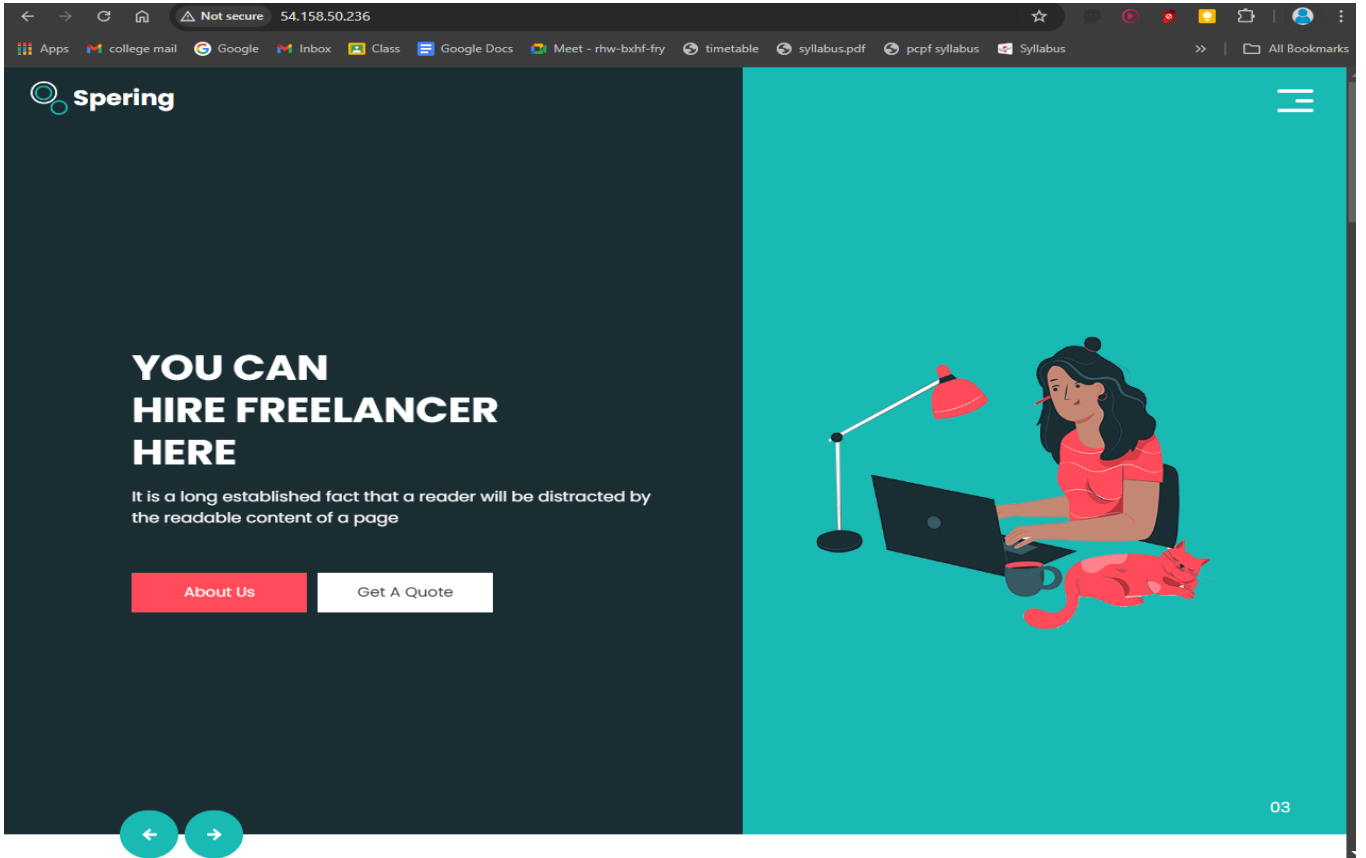 Not secure 54.158.50.236
Apps college mail Google Inbox Class Google Docs Meet - rhw-bxhf-fry timetable syllabus.pdf pcpf syllabus Syllabus » All Bookmarks
Spering
YOU CAN
HIRE FREELANCER
HERE
It is a long established fact that a reader will be distracted by
the readable content of a page
About Us Get A Quote
03